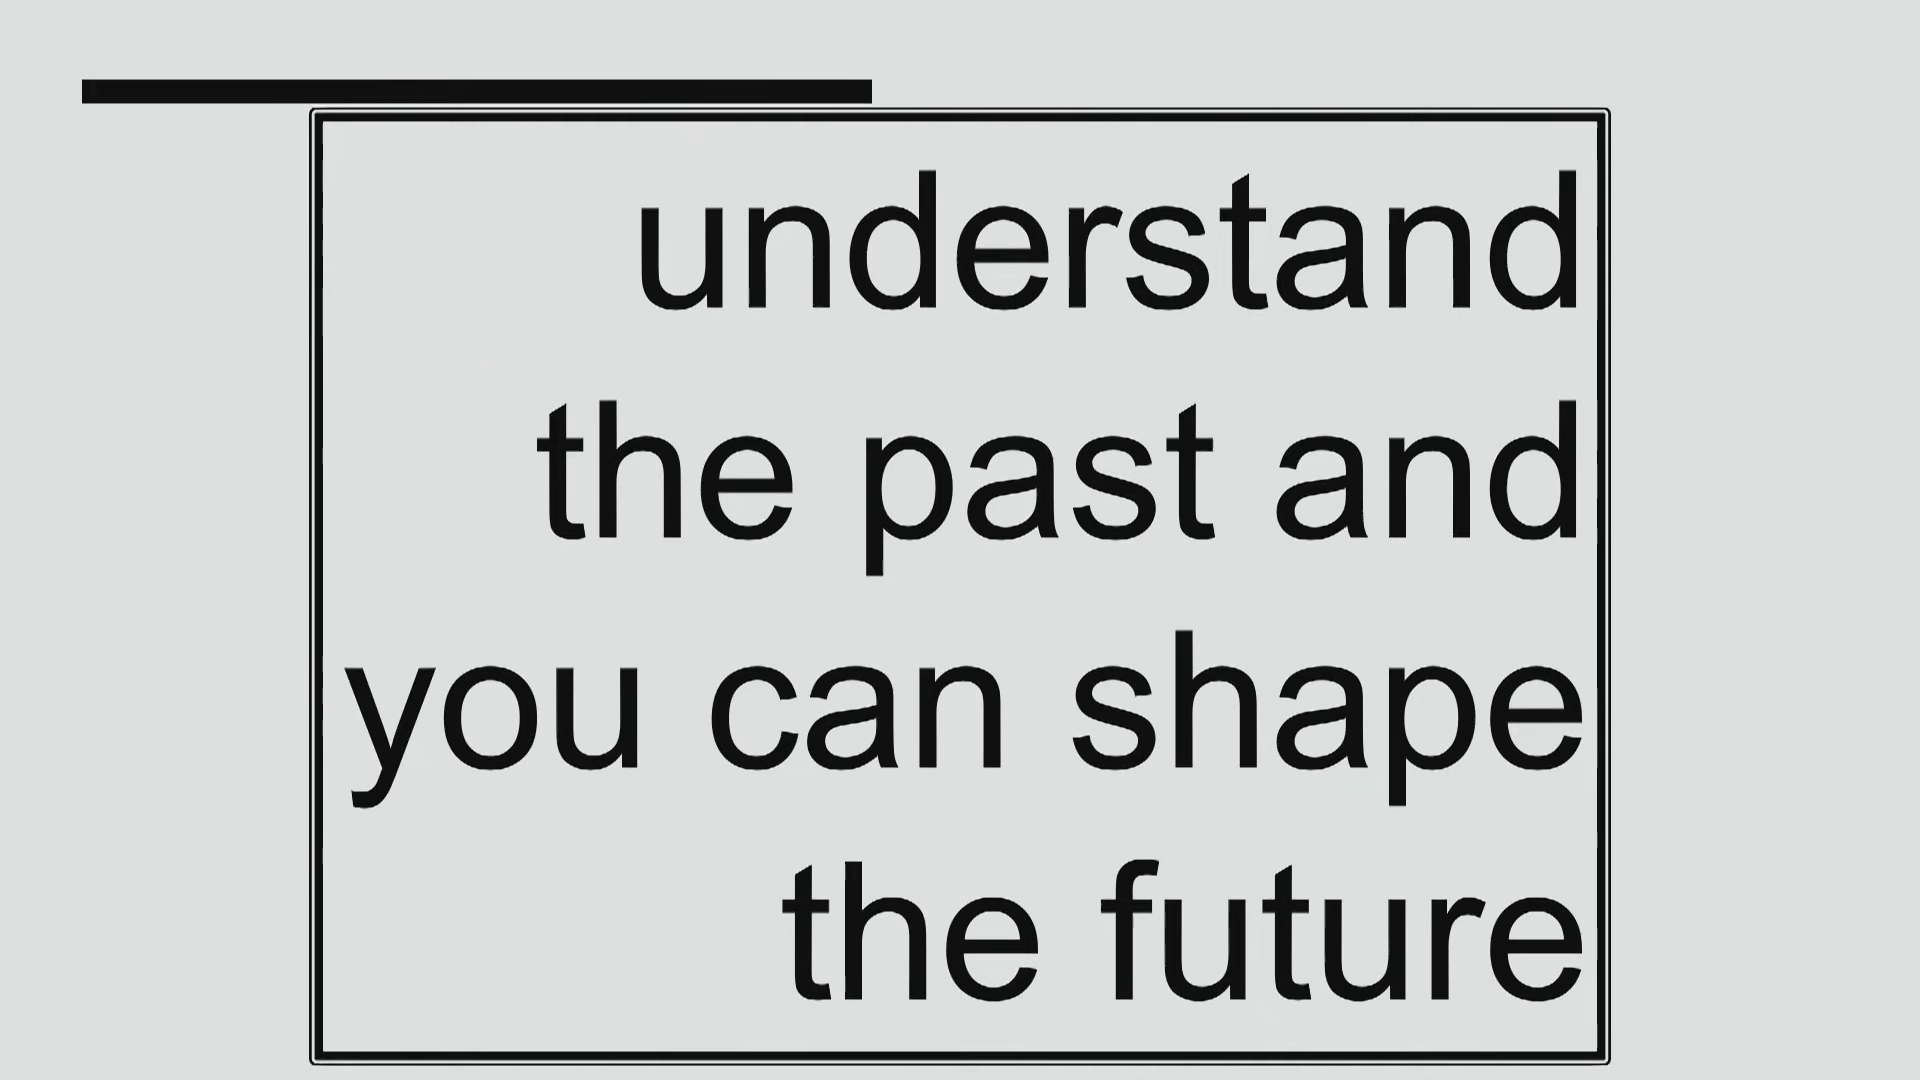 understand
the past and
you can shape
the future